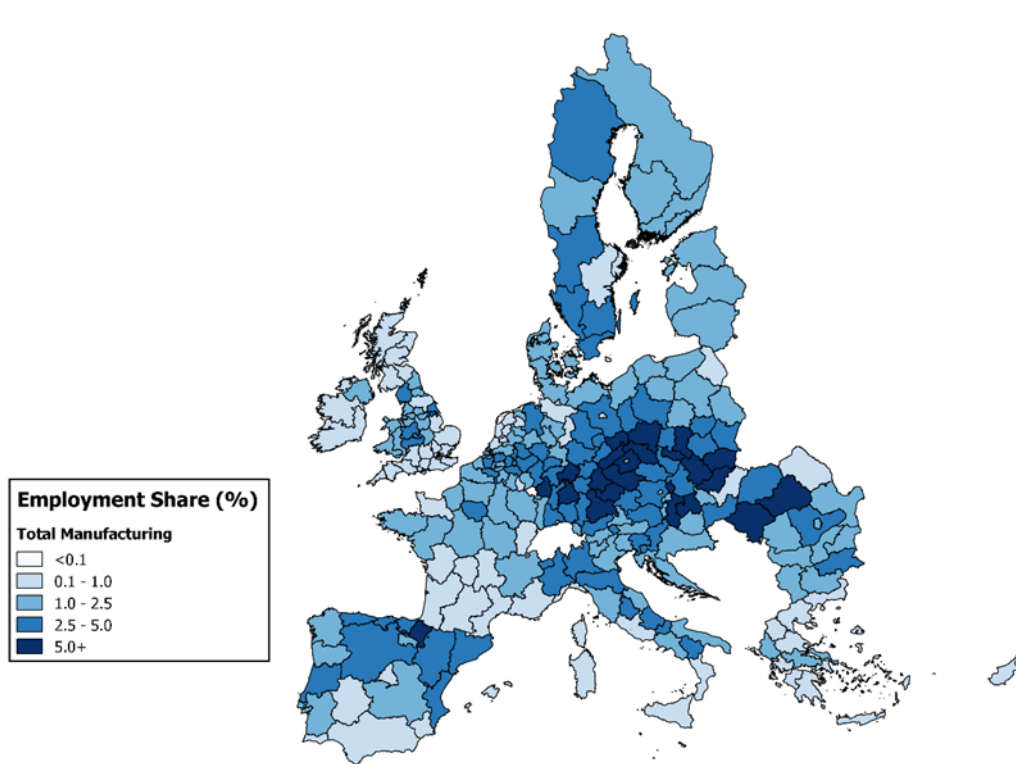 Employment Share (%)
Total Manufacturing
<0.1
0.1 - 1.0
1.0 - 2.5
2.5 - 5.0
5.0+